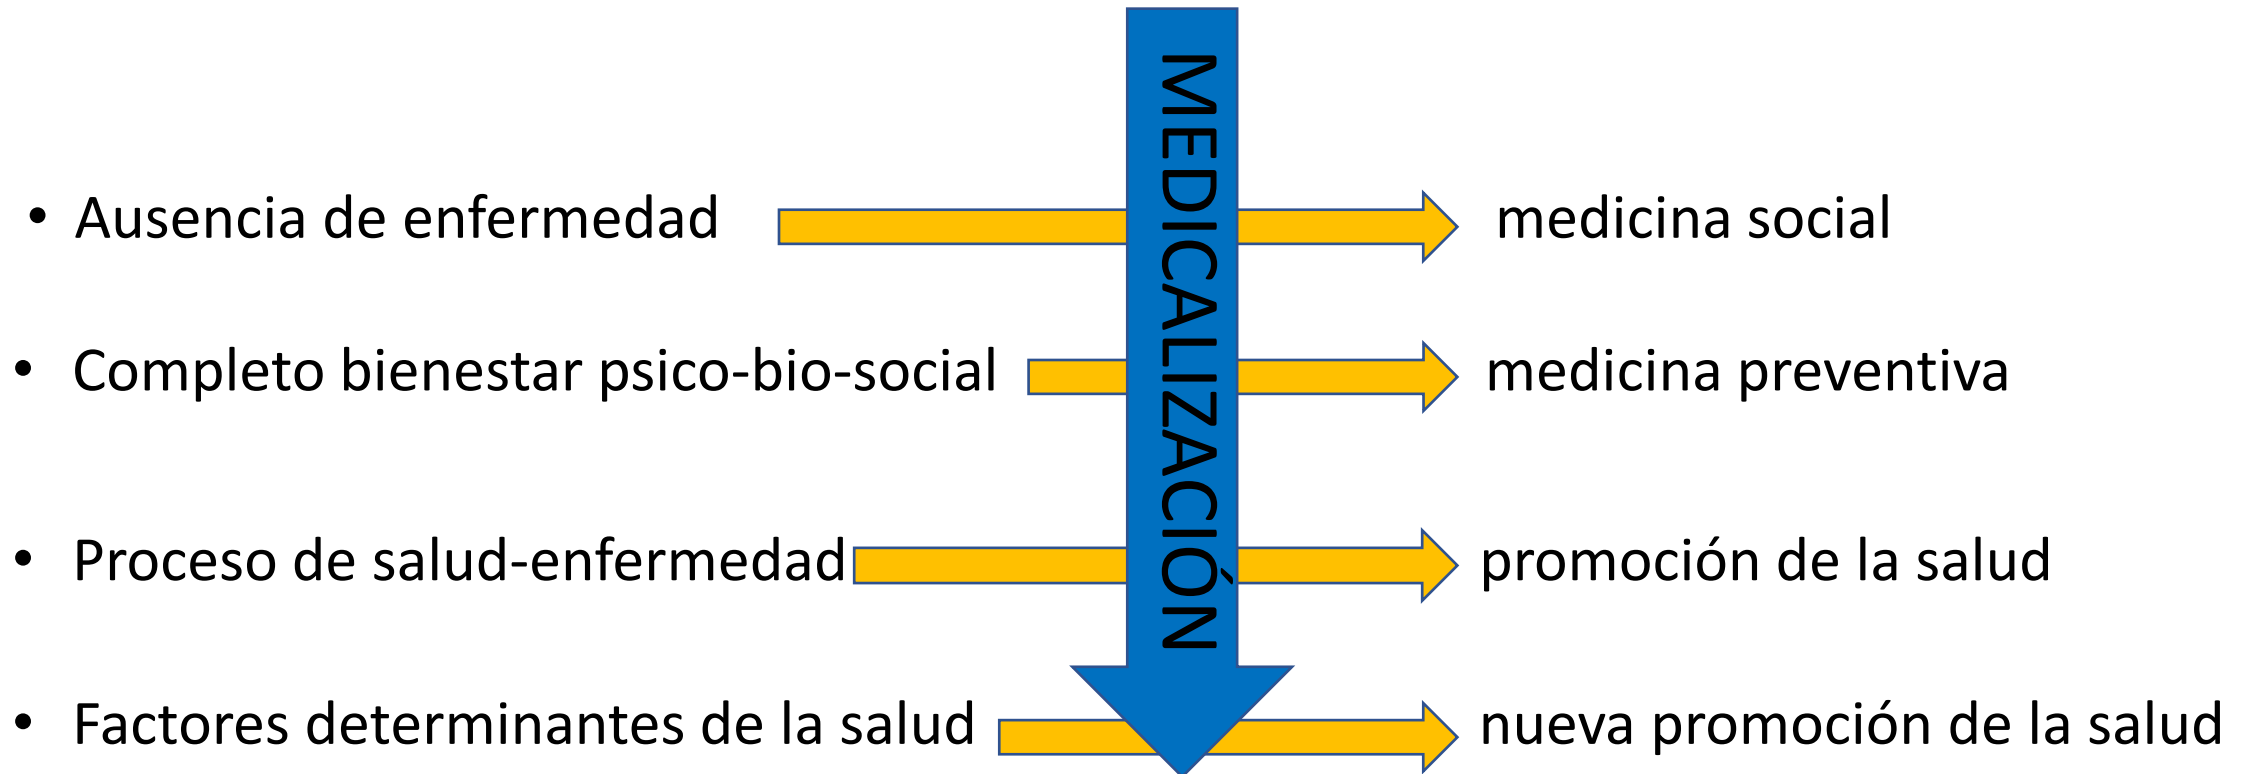 MEDICALIZACIÓN
• Ausencia de enfermedad medicina social
• Completo bienestar psico-bio-social medicina preventiva
• Proceso de salud-enfermedad promoción de la salud
• Factores determinantes de la salud nueva promoción de la salud